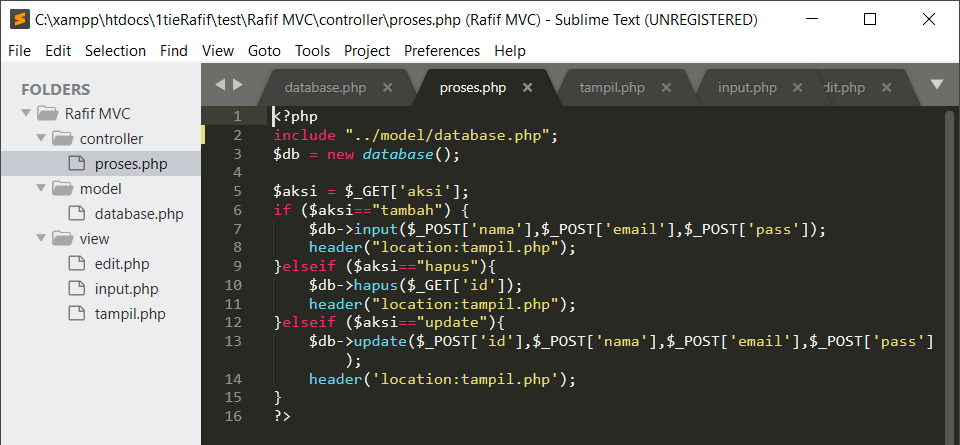 C:\xampp\htdocs\1tieRafif\test\Rafif MVC\controller\proses.php (Rafif MVC) - Sublime Text (UNREGISTERED)
File Edit Selection Find View Goto Tools Project Preferences Help
FOLDERS
Rafif MVC
controller
proses.php
model
database.php
view
edit.php
input.php
tampil.php
database.php × proses.php × tampil.php × input.php × dit.php ×
1 <?php
2 include "../model/database.php";
3 $db = new database();
4
5 $aksi = $_GET['aksi'];
6 if ($aksi=="tambah") {
7 $db->input($_POST['nama'],$_POST['email'],$_POST['pass']);
8 header("location:tampil.php");
9 }elseif ($aksi=="hapus"){
10 $db->hapus($_GET['id']);
11 header("location:tampil.php");
12 }elseif ($aksi=="update"){
13 $db->update($_POST['id'],$_POST['nama'],$_POST['email'],$_POST['pass']
);
14 header('location:tampil.php');
15 }
16 ?>